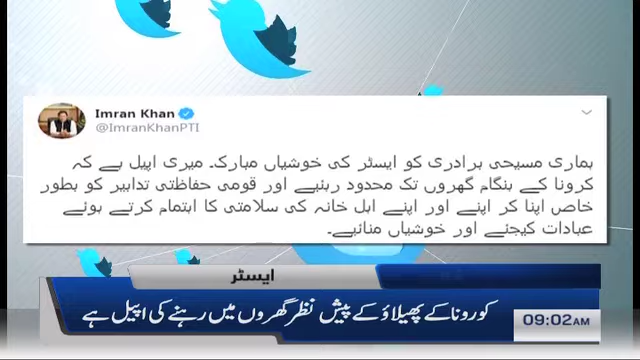 Imran Khan
@ImranKhanPTI
ہماری مسیحی برادری کو ایسٹر کی خوشیاں مبارک۔ میری اپیل ہے کہ
کرونا کے ہنگام گھروں تک محدود رہئیے اور قومی حفاظتی تدابیر کو بطور
خاص اپنا کر اپنے اور اپنے اہل خانہ کی سلامتی کا اہتمام کرتے ہوئے
عبادات کیجئے اور خوشیاں منائیے۔
ایسٹر
کورونا کے پھیلاؤ کے پیش نظر گھروں میں رہنے کی اپیل ہے
09:02AM